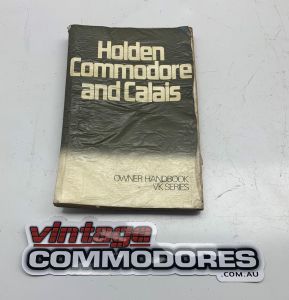 Holden
Commodore
and Calais
OWNER HANDBOOK
VK SERIES
vintage
COMMODORES
.COM.AU